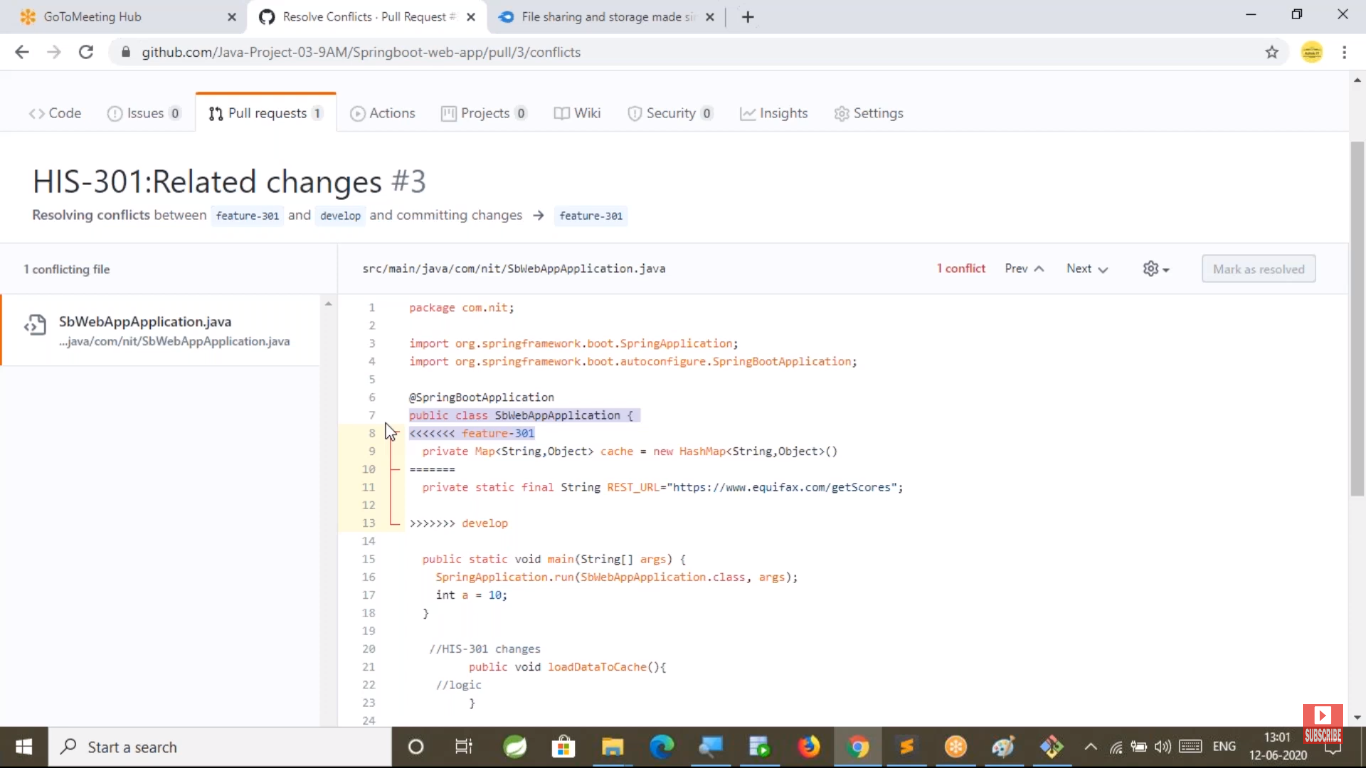 GoToMeeting Hub
Resolve Conflicts · Pull Request #
File sharing and storage made si
github.com/Java-Project-03-9AM/Springboot-web-app/pull/3/conflicts
Code
Issues 0
Pull requests 1
Actions
Projects 0
Wiki
Security 0
Insights
Settings
HIS-301:Related changes #3
Resolving conflicts between feature-301 and develop and committing changes → feature-301
1 conflicting file
src/main/java/com/nit/SbWebAppApplication.java
1 conflict
Prev
Next
Mark as resolved
SbWebAppApplication.java
...java/com/nit/SbWebAppApplication.java
1 package com.nit;
2
3 import org.springframework.boot.SpringApplication;
4 import org.springframework.boot.autoconfigure.SpringBootApplication;
5
6 @SpringBootApplication
7 public class SbWebAppApplication {
8 <<<<<<< feature-301
9 private Map<String,Object> cache = new HashMap<String,Object>()
10 =======
11 private static final String REST_URL="https://www.equifax.com/getScores";
12
13 >>>>>>> develop
14
15 public static void main(String[] args) {
16 SpringApplication.run(SbWebAppApplication.class, args);
17 int a = 10;
18 }
19
20 //HIS-301 changes
21 public void loadDataToCache(){
22 //logic
23 }
24
SUBSCRIBE
Start a search
ENG
13:01
12-06-2020